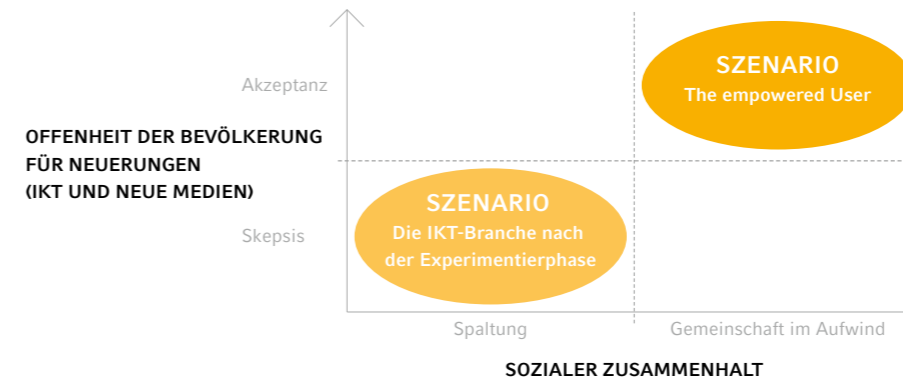 Akzeptanz
OFFENHEIT DER BEVÖLKERUNG
FÜR NEUERUNGEN
(IKT UND NEUE MEDIEN)
Skepsis
SZENARIO
The empowered User
SZENARIO
Die IKT-Branche nach
der Experimentierphase
Spaltung
Gemeinschaft im Aufwind
SOZIALER ZUSAMMENHALT